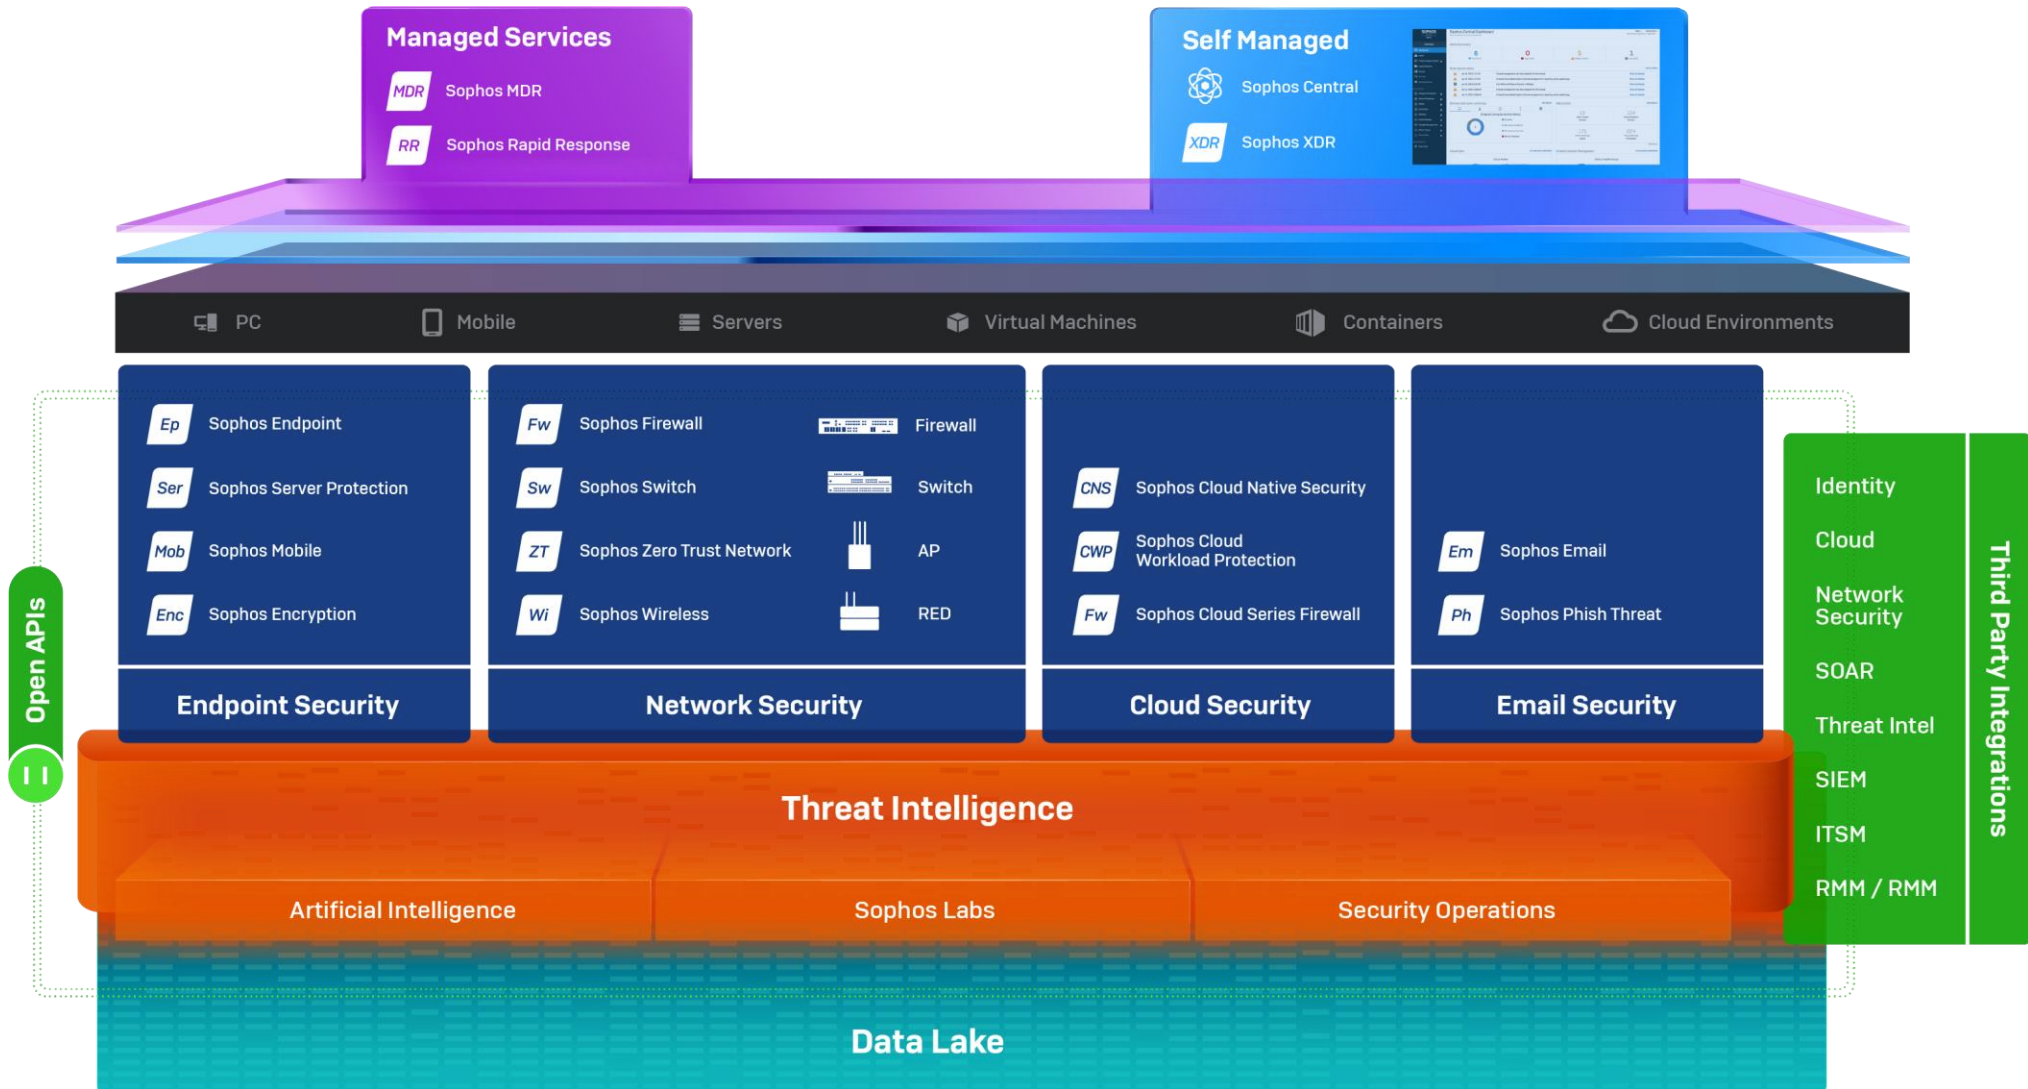 Managed Services
MDR Sophos MDR
RR Sophos Rapid Response
Self Managed
Sophos Central
XDR Sophos XDR
SOPHOS
PC
Mobile
Servers
Virtual Machines
Containers
Cloud Environments
Ep Sophos Endpoint
Ser Sophos Server Protection
Mob Sophos Mobile
Enc Sophos Encryption
Endpoint Security
Fw Sophos Firewall
Firewall
Sw Sophos Switch
Switch
ZT Sophos Zero Trust Network
AP
Wi Sophos Wireless
RED
Network Security
CNS Sophos Cloud Native Security
CWP Sophos Cloud
Workload Protection
Fw Sophos Cloud Series Firewall
Cloud Security
Em Sophos Email
Ph Sophos Phish Threat
Email Security
Open APIs
Identity
Cloud
Network
Security
SOAR
Threat Intel
SIEM
ITSM
RMM / RMM
Third Party Integrations
Threat Intelligence
Artificial Intelligence
Sophos Labs
Security Operations
Data Lake